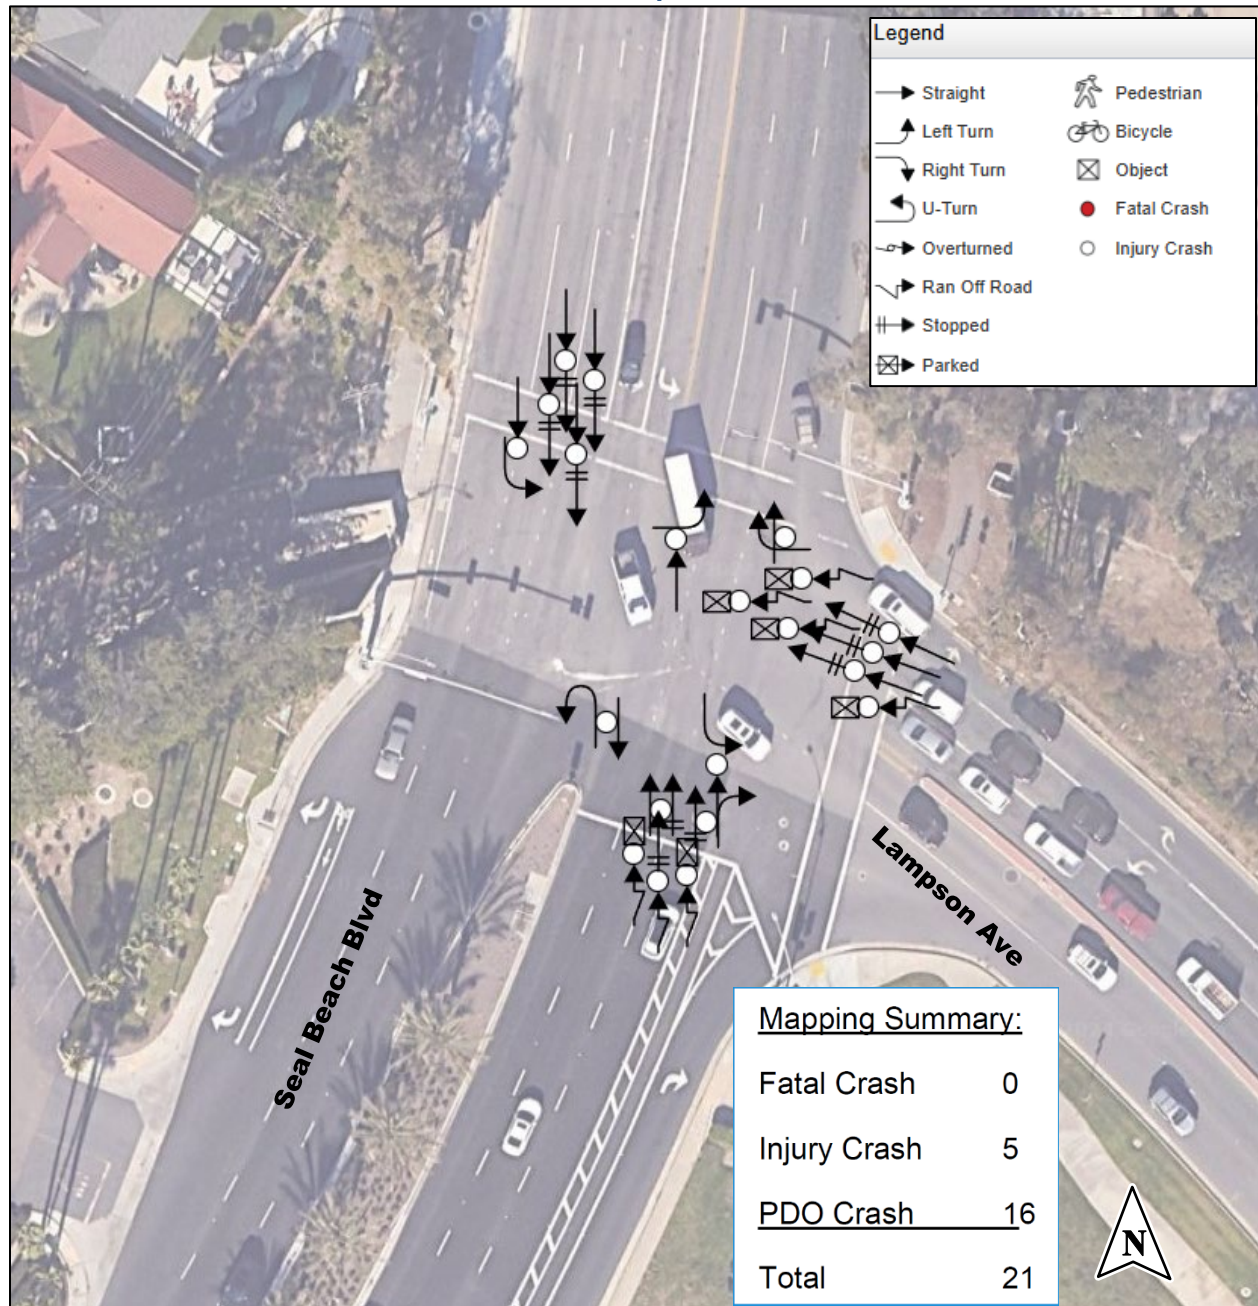 Legend
Straight
Left Turn
Right Turn
U-Turn
Overturned
Ran Off Road
Stopped
Parked
Pedestrian
Bicycle
Object
Fatal Crash
Injury Crash
Lampson Ave
Seal Beach Blvd
Mapping Summary:
Fatal Crash 0
Injury Crash 5
PDO Crash 16
Total 21
N